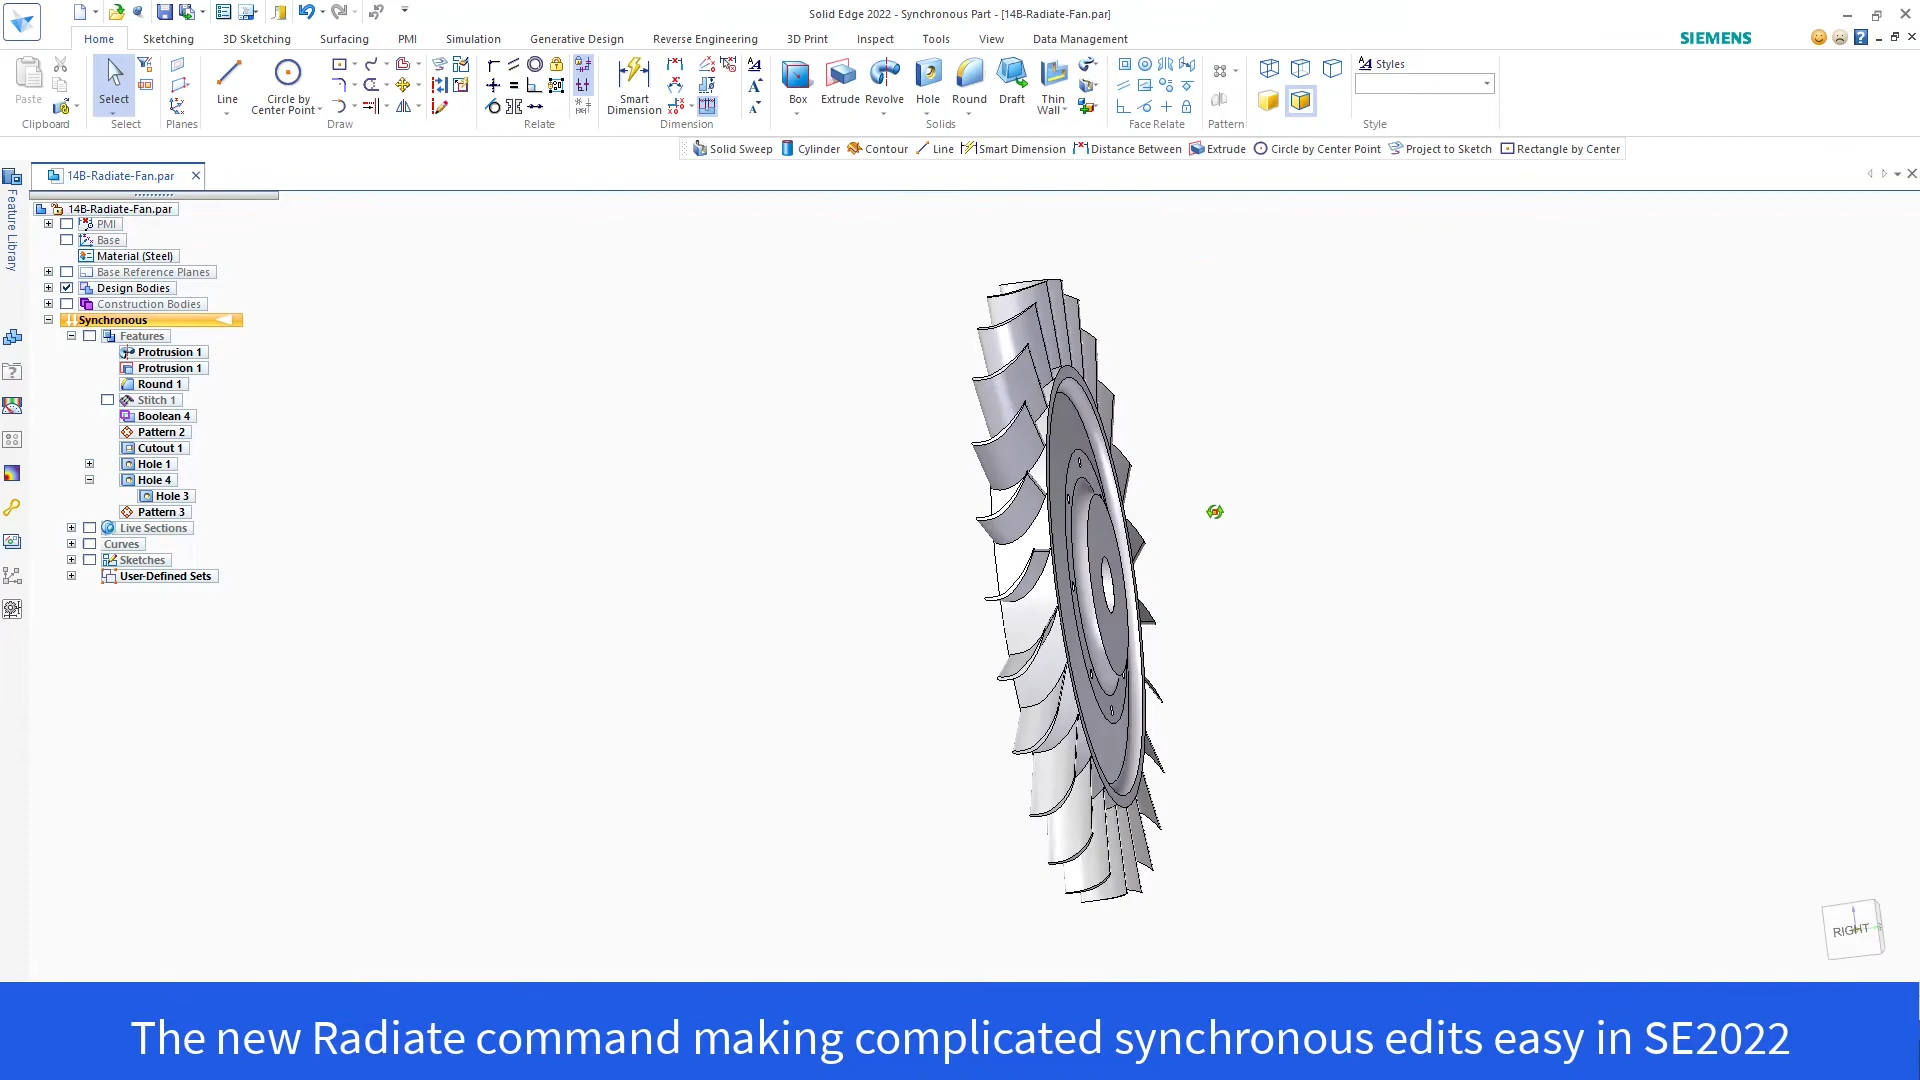 Solid Edge 2022 - Synchronous Part - [14B-Radiate-Fan.par]
Home Sketching 3D Sketching Surfacing PMI Simulation Generative Design Reverse Engineering 3D Print Inspect Tools View Data Management SIEMENS
Paste Select Line Circle by Center Point Smart Dimension Box Extrude Revolve Hole Round Draft Thin Wall Styles
Clipboard Select Planes Draw Relate Dimension Solids Face Relate Pattern Style
Solid Sweep Cylinder Contour Line Smart Dimension Distance Between Extrude Circle by Center Point Project to Sketch Rectangle by Center
14B-Radiate-Fan.par
Feature Library
14B-Radiate-Fan.par
PMI
Base
Material (Steel)
Base Reference Planes
Design Bodies
Construction Bodies
Synchronous
Features
Protrusion 1
Protrusion 1
Round 1
Stitch 1
Boolean 4
Pattern 2
Cutout 1
Hole 1
Hole 4
Hole 3
Pattern 3
Live Sections
Curves
Sketches
User-Defined Sets
RIGHT
The new Radiate command making complicated synchronous edits easy in SE2022